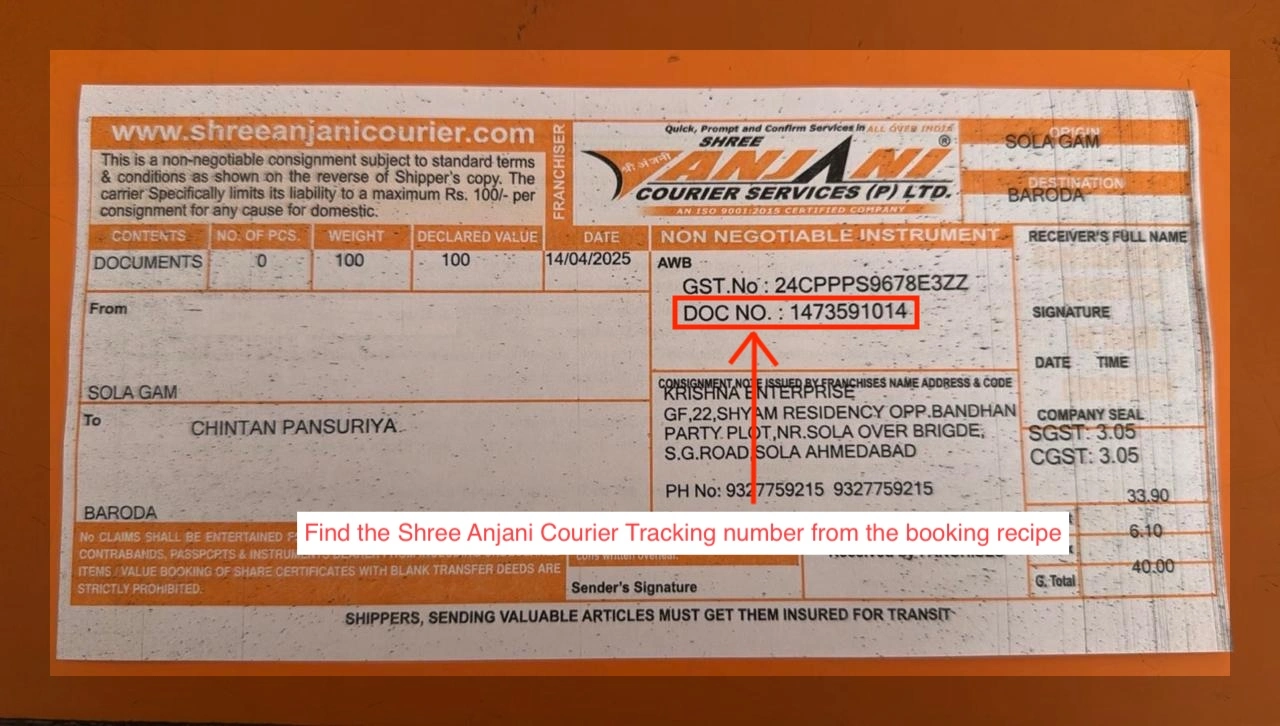 www.shreeanjanicourier.com
This is a non-negotiable consignment subject to standard terms
& conditions as shown on the reverse of Shipper's copy. The
carrier Specifically limits its liability to a maximum Rs. 100/- per
consignment for any cause for domestic.
FRANCHISER
Quick, Prompt and Confirm Services in ALL OVER INDIA
SHREE
श्री अंजनी
ANJANI ®
COURIER SERVICES (P) LTD.
AN ISO 9001:2015 CERTIFIED COMPANY
ORIGIN
SOLA GAM
DESTINATION
BARODA
CONTENTS NO. OF PCS. WEIGHT DECLARED VALUE DATE
DOCUMENTS 0 100 100 14/04/2025
NON NEGOTIABLE INSTRUMENT
AWB
GST.No : 24CPPPS9678E3ZZ
DOC NO. : 1473591014
RECEIVER'S FULL NAME
SIGNATURE
DATE TIME
COMPANY SEAL
From
SOLA GAM
To
CHINTAN PANSURIYA
BARODA
CONSIGNMENT NOTE ISSUED BY FRANCHISES NAME ADDRESS & CODE
KRISHNA ENTERPRISE
GF,22,SHYAM RESIDENCY OPP.BANDHAN
PARTY PLOT,NR.SOLA OVER BRIGDE,
S.G.ROAD,SOLA AHMEDABAD
PH No: 9327759215 9327759215
SGST: 3.05
CGST: 3.05
33.90
6.10
40.00
G. Total
Find the Shree Anjani Courier Tracking number from the booking recipe
No CLAIMS SHALL BE ENTERTAINED
CONTRABANDS, PASSPORTS &
ITEMS / VALUE BOOKING OF SHARE CERTIFICATES WITH BLANK TRANSFER DEEDS ARE
STRICTLY PROHIBITED.
Sender's Signature
SHIPPERS, SENDING VALUABLE ARTICLES MUST GET THEM INSURED FOR TRANSIT